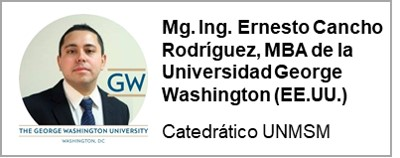 Mg. Ing. Ernesto Cancho
Rodríguez, MBA de la
Universidad George
Washington (EE.UU.)
Catedrático UNMSM
GW
THE GEORGE WASHINGTON UNIVERSITY
WASHINGTON, DC